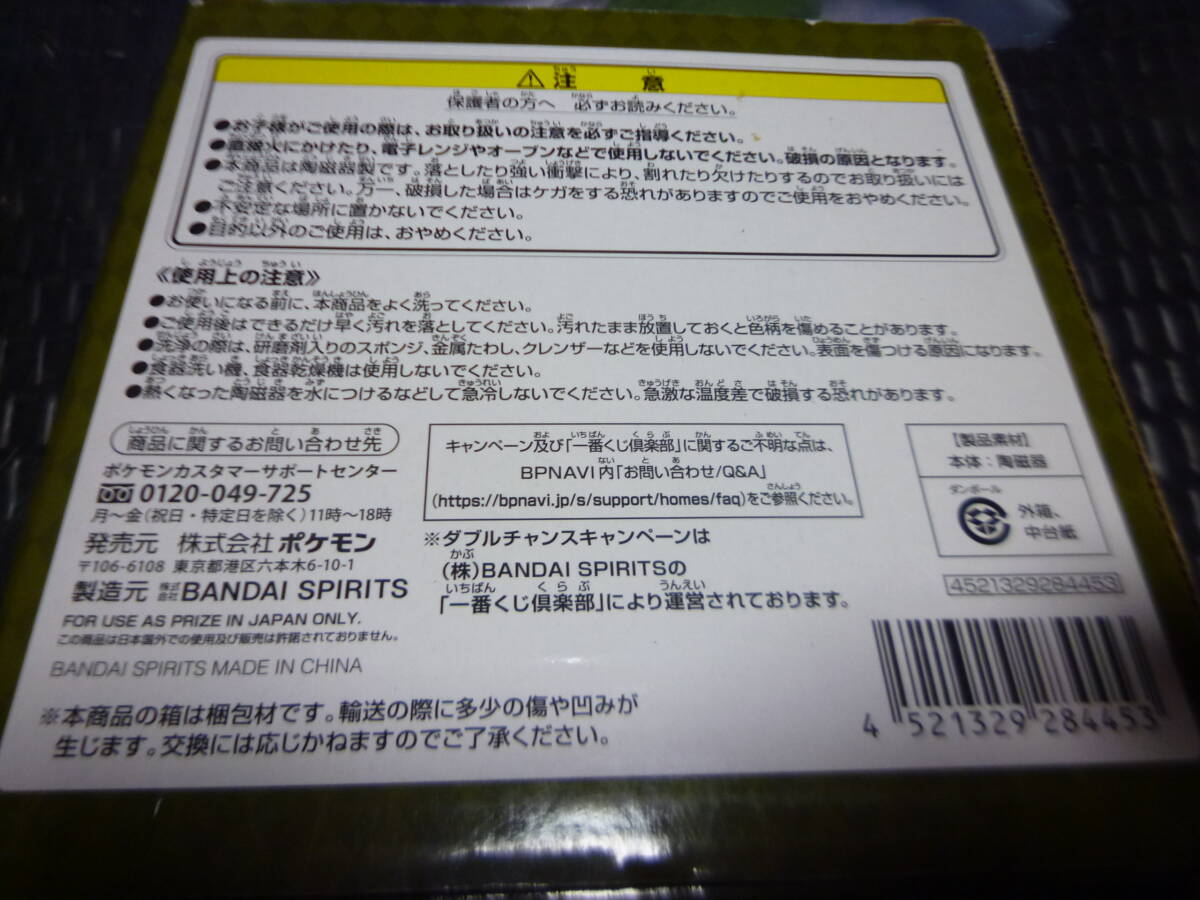 ⚠注意
保護者の方へ 必ずお読みください。
●お子様がご使用の際は、お取り扱いの注意を必ずご指導ください。
●直接火にかけたり、電子レンジやオーブンなどで使用しないでください。破損の原因となります。
●本商品は陶磁器製です。落としたり強い衝撃により、割れたり欠けたりするのでお取り扱いには
ご注意ください。万一、破損した場合はケガをする恐れがありますのでご使用をおやめください。
●不安定な場所に置かないでください。
●目的以外のご使用は、おやめください。
《使用上の注意》
●お使いになる前に、本商品をよく洗ってください。
●ご使用後はできるだけ早く汚れを落としてください。汚れたまま放置しておくと色柄を傷めることがあります。
●洗浄の際は、研磨剤入りのスポンジ、金属たわし、クレンザーなどを使用しないでください。表面を傷つける原因になります。
●食器洗い機、食器乾燥機は使用しないでください。
●熱くなった陶磁器を水につけるなどして急冷しないでください。急激な温度差で破損する恐れがあります。
商品に関するお問い合わせ先
ポケモンカスタマーサポートセンター
0120-049-725
月～金(祝日・特定日を除く)11時～18時
発売元 株式会社 ポケモン
〒106-6108 東京都港区六本木6-10-1
製造元 株式会社 BANDAI SPIRITS
FOR USE AS PRIZE IN JAPAN ONLY.
この商品は日本国外での使用及び販売は許諾されておりません。
BANDAI SPIRITS MADE IN CHINA
キャンペーン及び「一番くじ倶楽部」に関するご不明な点は、
BPNAVI内「お問い合わせ/Q&A」
(https://bpnavi.jp/s/support/homes/faq)をご参照ください。
※ダブルチャンスキャンペーンは
(株)BANDAI SPIRITSの
「一番くじ倶楽部」により運営されております。
【製品素材】
本体:陶磁器
ダンボール
外箱、
中台紙
4521329284453
4 521329 284453
※本商品の箱は梱包材です。輸送の際に多少の傷や凹みが
生じます。交換には応じかねますのでご了承ください。